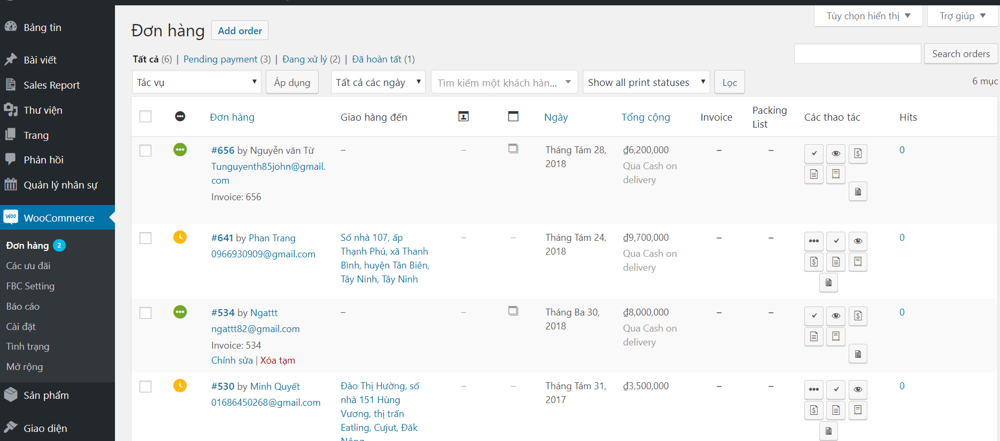 Bảng tin
Bài viết
Sales Report
Thư viện
Trang
Phản hồi
Quản lý nhân sự
Woo WooCommerce
Đơn hàng 2
Các ưu đãi
FBC Setting
Báo cáo
Cài đặt
Tình trạng
Mở rộng
Sản phẩm
Giao diện
Tùy chọn hiển thị ▼
Trợ giúp ▼
Đơn hàng
Add order
Tất cả (6) | Pending payment (3) | Đang xử lý (2) | Đã hoàn tất (1)
Search orders
Tác vụ
Áp dụng
Tất cả các ngày
Tìm kiếm một khách hàn...
Show all print statuses
Lọc
6 mục
Đơn hàng
Giao hàng đến
Ngày
Tổng cộng
Invoice
Packing
List
Các thao tác
Hits
#656 by Nguyễn văn Từ
Tunguyenth85john@gmail.
com
Invoice: 656
–
–
Tháng Tám 28,
2018
₫6,200,000
Qua Cash on
delivery
–
–
0
#641 by Phan Trang
0966930909@gmail.com
Số nhà 107, ấp
Thạnh Phú, xã Thanh
Bình, huyện Tân Biên,
Tây Ninh, Tây Ninh
–
–
Tháng Tám 24,
2018
₫9,700,000
Qua Cash on
delivery
–
–
0
#534 by Ngattt
ngattt82@gmail.com
Invoice: 534
Chỉnh sửa | Xóa tạm
–
–
Tháng Ba 30,
2018
₫8,000,000
Qua Cash on
delivery
–
–
0
#530 by Minh Quyết
01686450268@gmail.com
Đào Thị Hường, số
nhà 151 Hùng
Vương, thị trấn
Eatling, Cưjut, Đăk
–
–
Tháng Tám 31,
2017
₫3,500,000
–
–
0